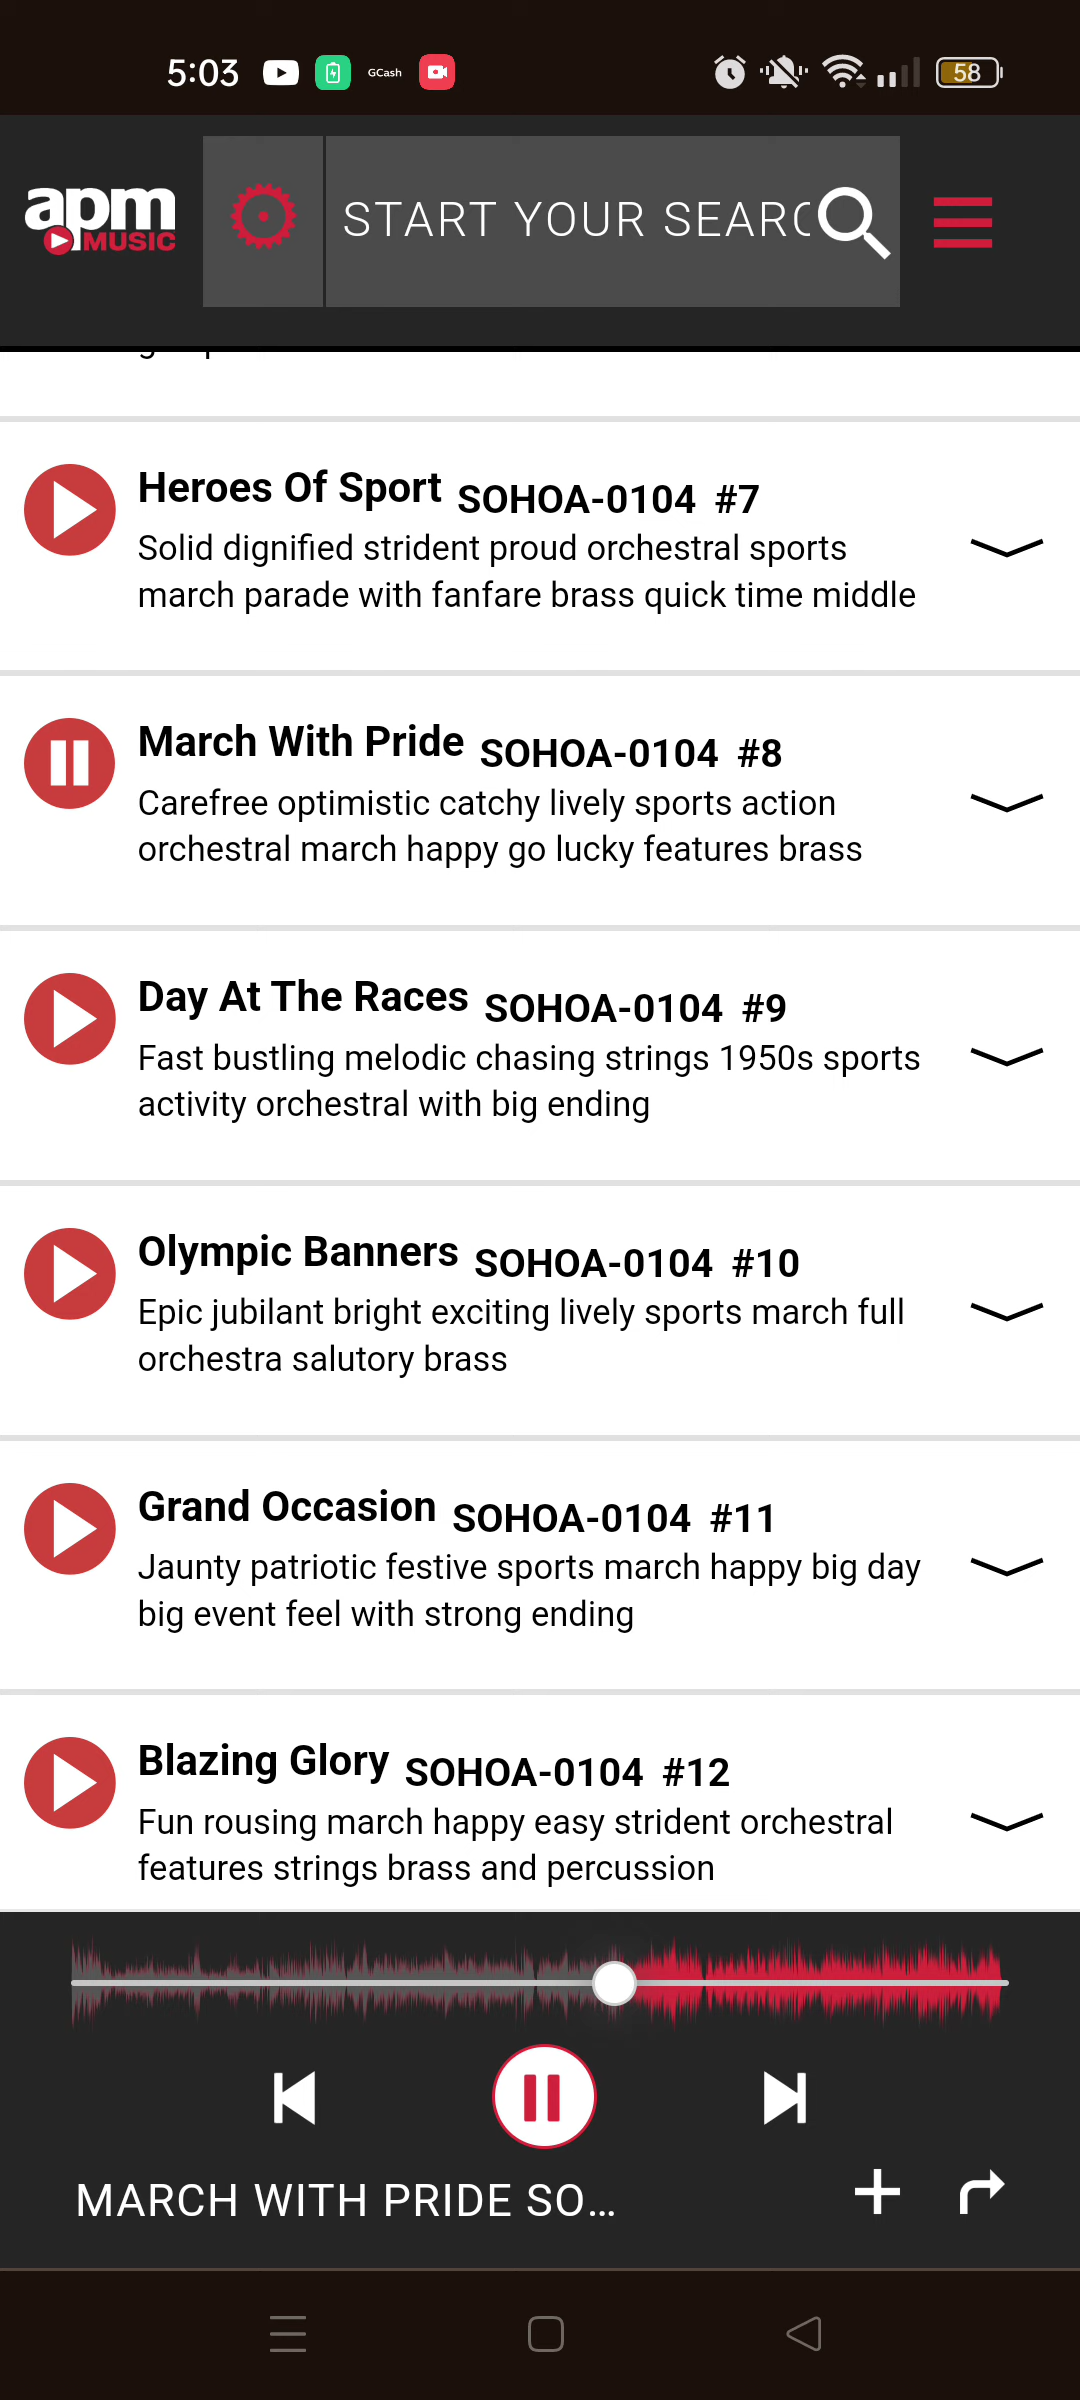 5:03
GCash
58
apm
MUSIC
START YOUR SEARC
Heroes Of Sport SOHOA-0104 #7
Solid dignified strident proud orchestral sports
march parade with fanfare brass quick time middle
March With Pride SOHOA-0104 #8
Carefree optimistic catchy lively sports action
orchestral march happy go lucky features brass
Day At The Races SOHOA-0104 #9
Fast bustling melodic chasing strings 1950s sports
activity orchestral with big ending
Olympic Banners SOHOA-0104 #10
Epic jubilant bright exciting lively sports march full
orchestra salutory brass
Grand Occasion SOHOA-0104 #11
Jaunty patriotic festive sports march happy big day
big event feel with strong ending
Blazing Glory SOHOA-0104 #12
Fun rousing march happy easy strident orchestral
features strings brass and percussion
MARCH WITH PRIDE SO...